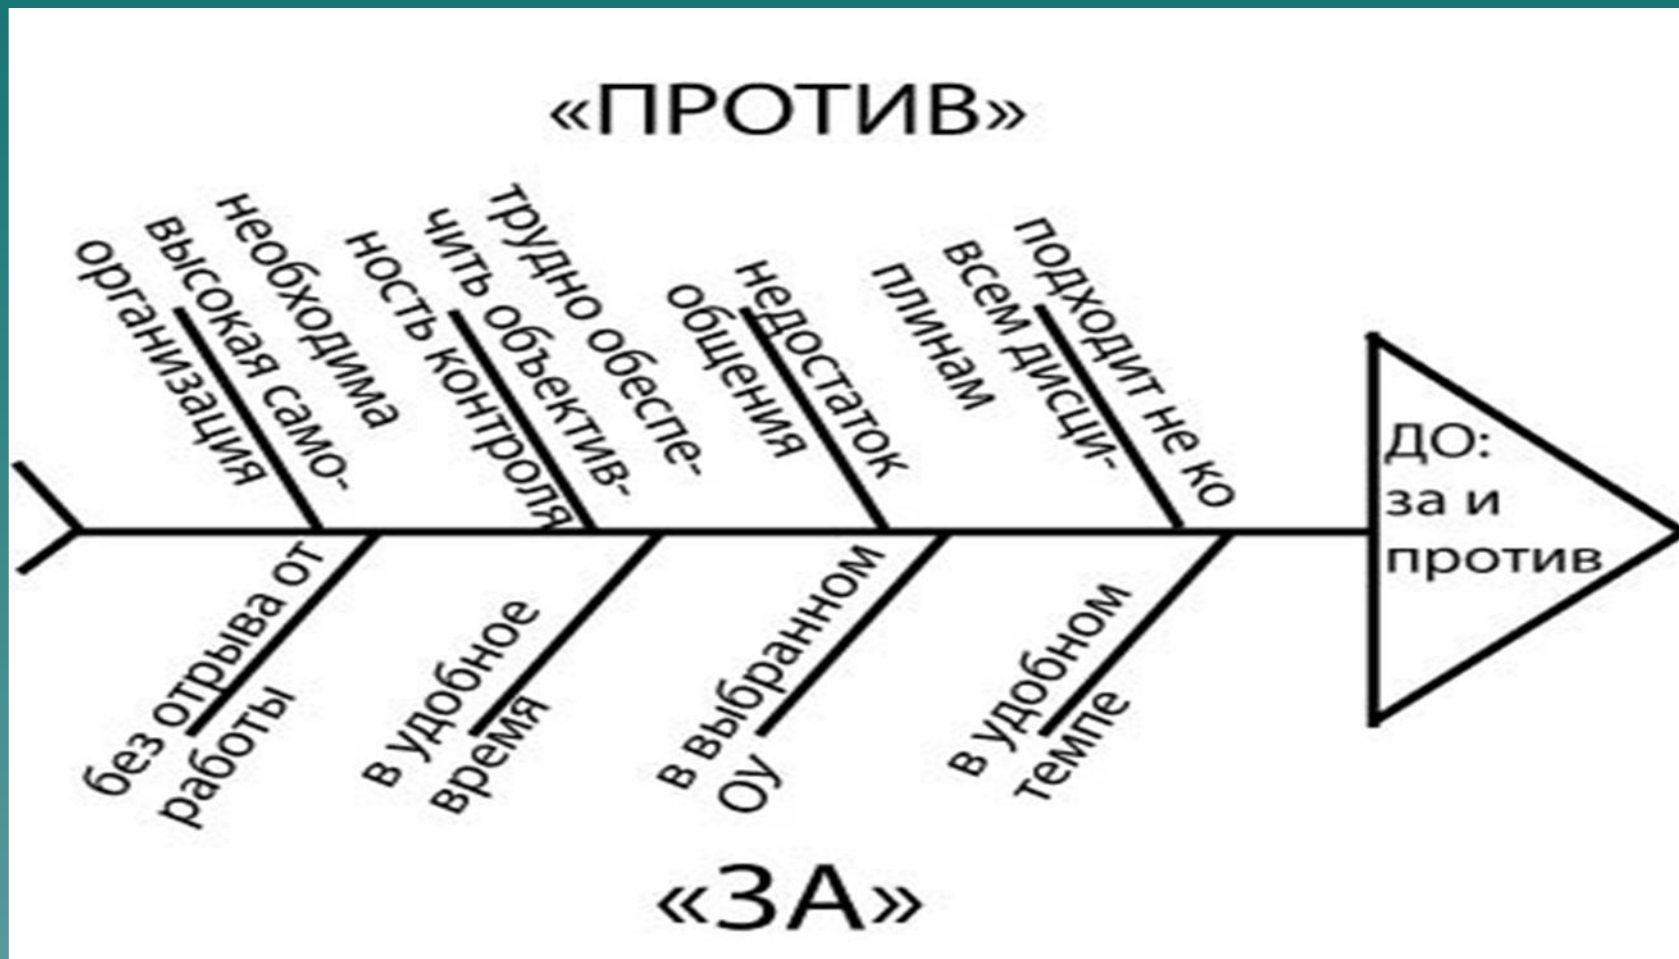 «ПРОТИВ»
необходима
высокая само-
организация
трудно обеспе-
чить объектив-
ность контроля
недостаток
общения
подходит не ко
всем дисци-
плинам
ДО:
за и
против
без отрыва от
работы
в удобное
время
в выбранном
ОУ
в удобном
темпе
«ЗА»